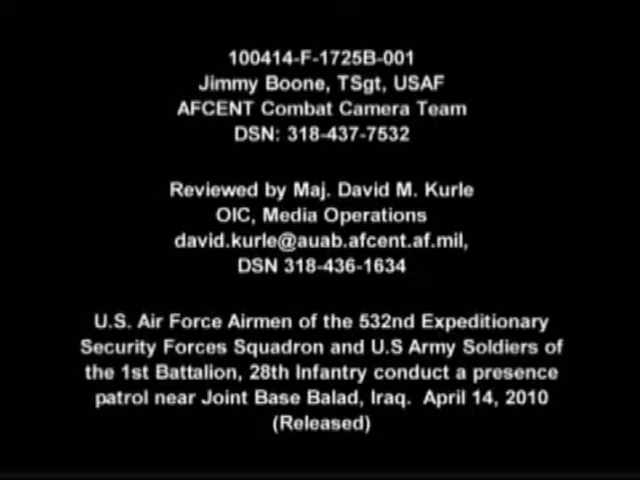 100414-F-1725B-001
Jimmy Boone, TSgt, USAF
AFCENT Combat Camera Team
DSN: 318-437-7532
Reviewed by Maj. David M. Kurle
OIC, Media Operations
david.kurle@auab.afcent.af.mil,
DSN 318-436-1634
U.S. Air Force Airmen of the 532nd Expeditionary
Security Forces Squadron and U.S Army Soldiers of
the 1st Battalion, 28th Infantry conduct a presence
patrol near Joint Base Balad, Iraq.  April 14, 2010
(Released)